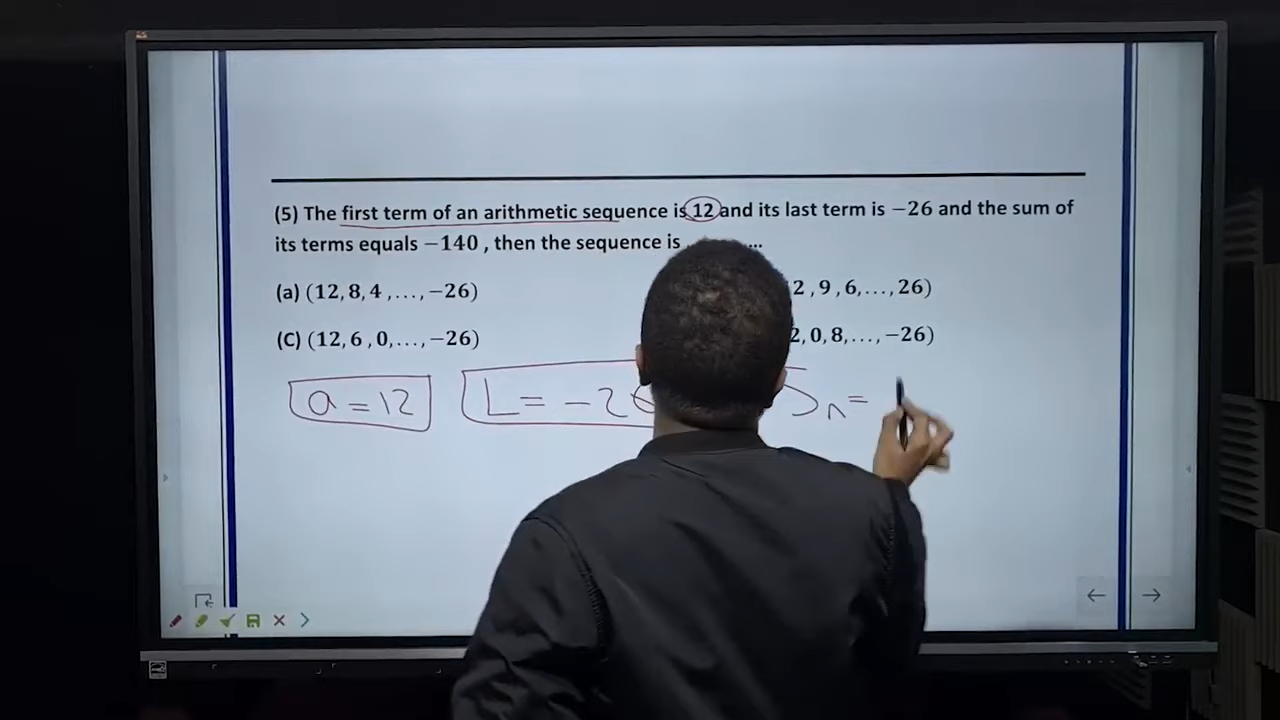 (5) The first term of an arithmetic sequence is 12 and its last term is −26 and the sum of
its terms equals −140 , then the sequence is ...
(a) (12, 8, 4 , ..., −26) 2 , 9 , 6, ..., 26)
(C) (12, 6 , 0, ..., −26) 2, 0, 8, ..., −26)
a = 12 L = −26 Sn =